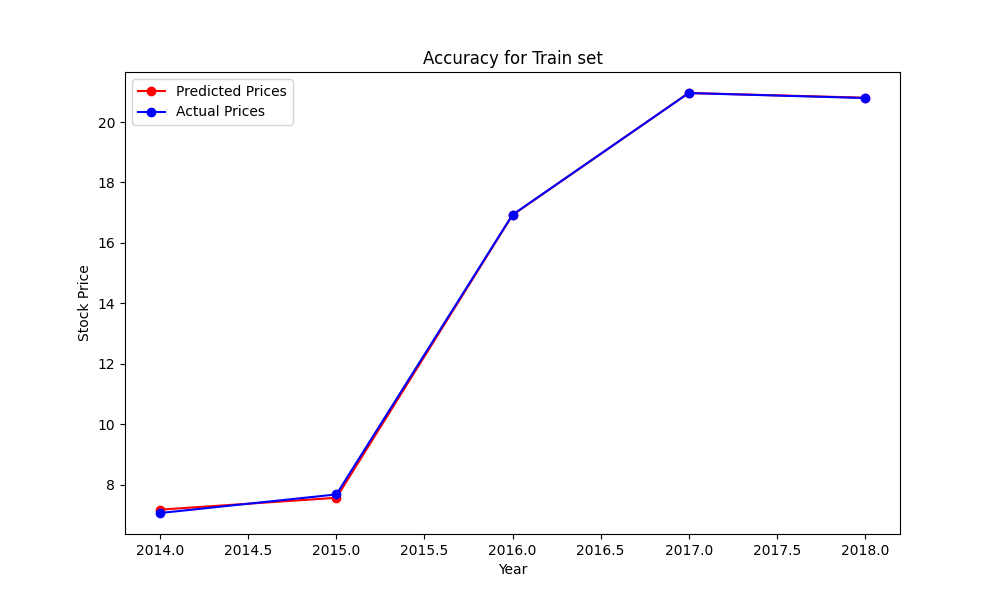 Accuracy for Train set
Predicted Prices
Actual Prices
Stock Price
20
18
16
14
12
10
8
2014.0 2014.5 2015.0 2015.5 2016.0 2016.5 2017.0 2017.5 2018.0
Year